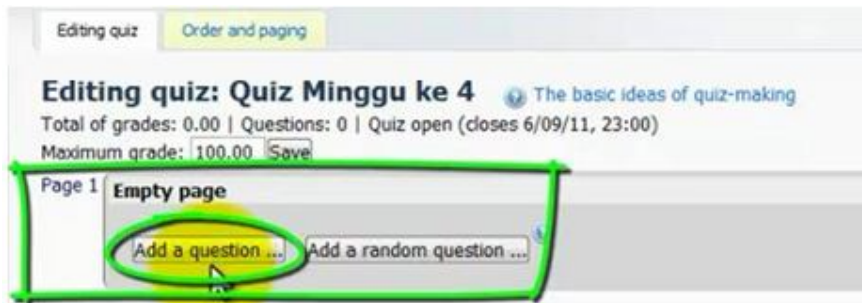 Editing quiz Order and paging
Editing quiz: Quiz Minggu ke 4 The basic ideas of quiz-making
Total of grades: 0.00 | Questions: 0 | Quiz open (closes 6/09/11, 23:00)
Maximum grade: 100.00 Save
Page 1 Empty page
Add a question ... Add a random question ...